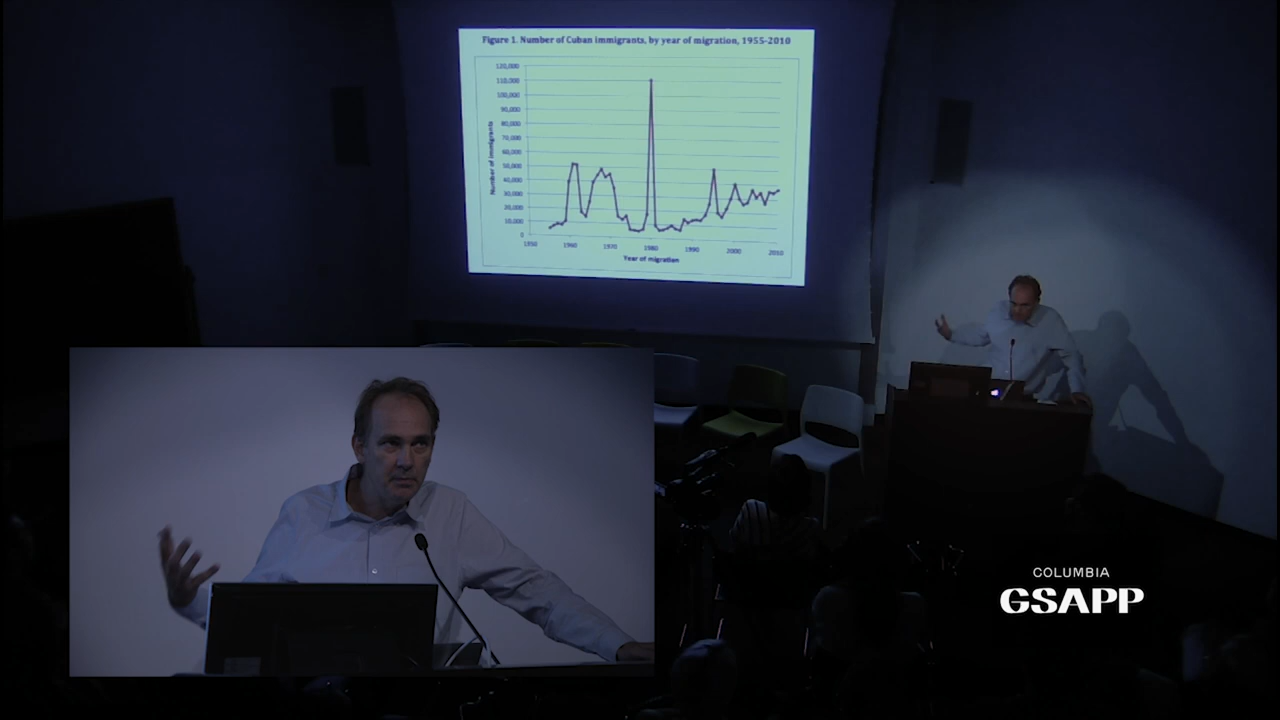 Figure 1. Number of Cuban immigrants, by year of migration, 1955-2010
120,000
110,000
100,000
90,000
80,000
70,000
60,000
50,000
40,000
30,000
20,000
10,000
0
Number of immigrants
1950 1960 1970 1980 1990 2000 2010
Year of migration
COLUMBIA
GSAPP